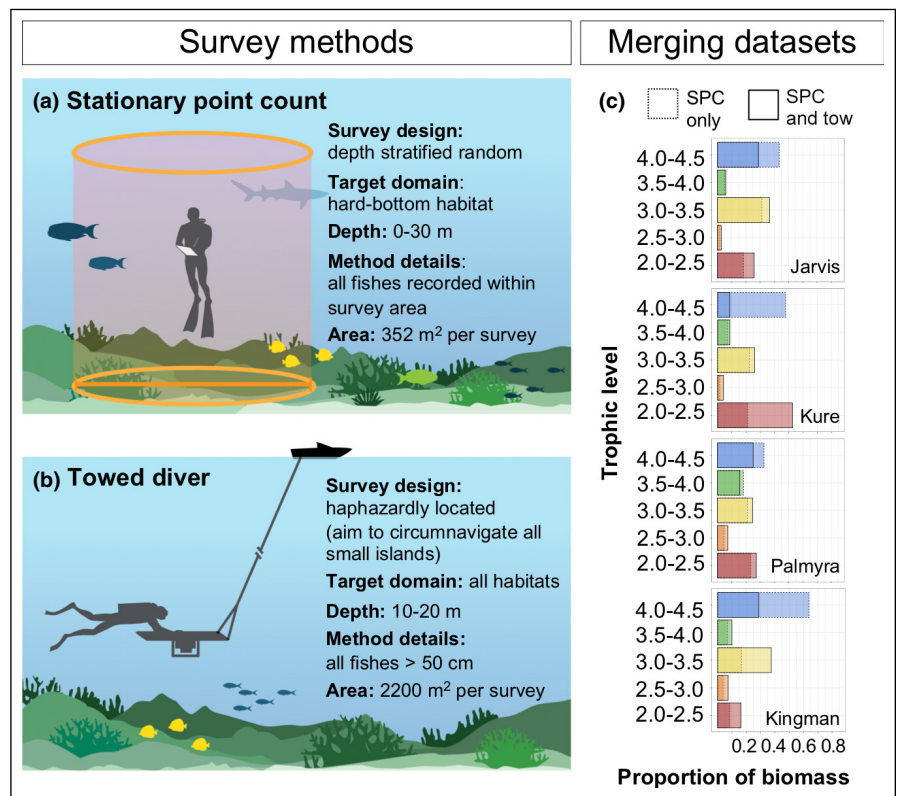 Survey methods
Merging datasets
(a) Stationary point count
Survey design:
depth stratified random
Target domain:
hard-bottom habitat
Depth: 0-30 m
Method details:
all fishes recorded within
survey area
Area: 352 m² per survey
(b) Towed diver
Survey design:
haphazardly located
(aim to circumnavigate all
small islands)
Target domain: all habitats
Depth: 10-20 m
Method details:
all fishes > 50 cm
Area: 2200 m² per survey
(c)
SPC
only
SPC
and tow
Trophic level
4.0-4.5
3.5-4.0
3.0-3.5
2.5-3.0
2.0-2.5
Jarvis
4.0-4.5
3.5-4.0
3.0-3.5
2.5-3.0
2.0-2.5
Kure
4.0-4.5
3.5-4.0
3.0-3.5
2.5-3.0
2.0-2.5
Palmyra
4.0-4.5
3.5-4.0
3.0-3.5
2.5-3.0
2.0-2.5
Kingman
0.2 0.4 0.6 0.8
Proportion of biomass